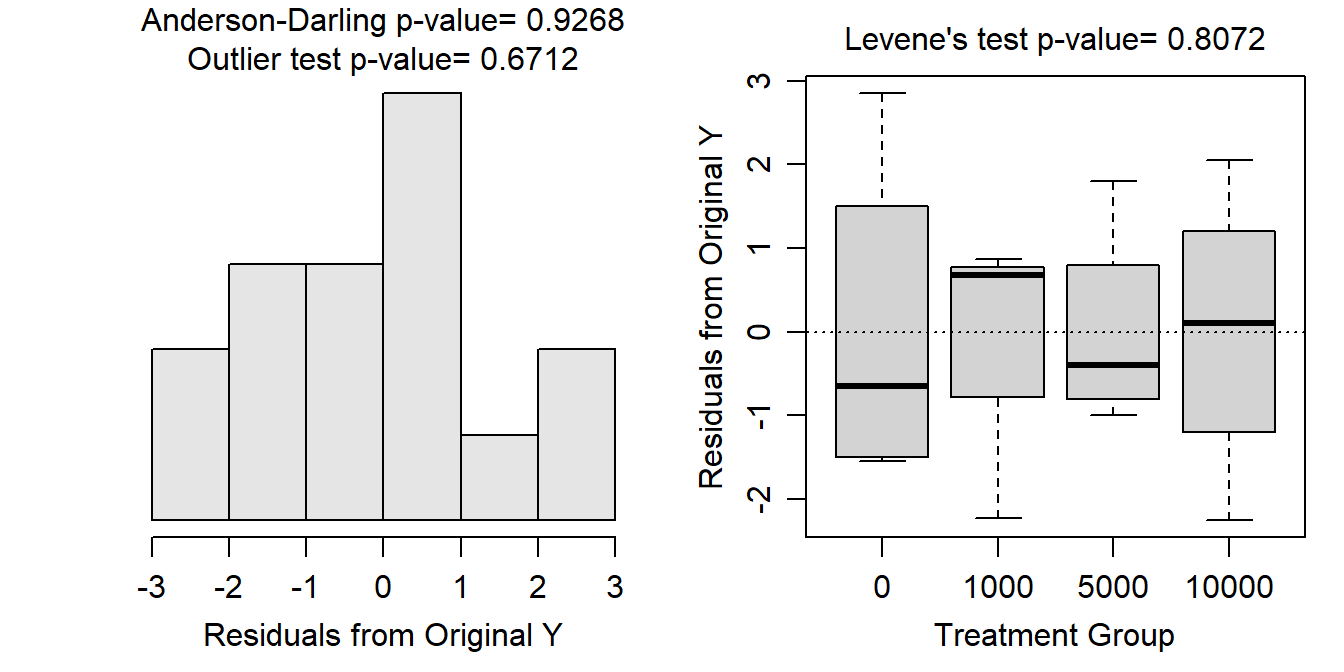 Anderson-Darling p-value= 0.9268
Outlier test p-value= 0.6712
-3 -2 -1 0 1 2 3
Residuals from Original Y
Levene's test p-value= 0.8072
Residuals from Original Y
3
2
1
0
-1
-2
0 1000 5000 10000
Treatment Group